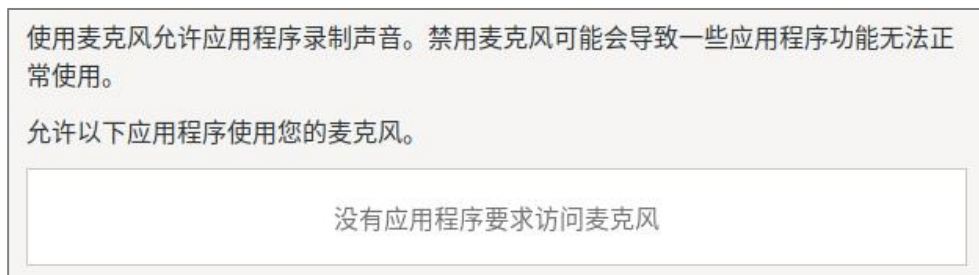 使用麦克风允许应用程序录制声音。禁用麦克风可能会导致一些应用程序功能无法正
常使用。
允许以下应用程序使用您的麦克风。
没有应用程序要求访问麦克风